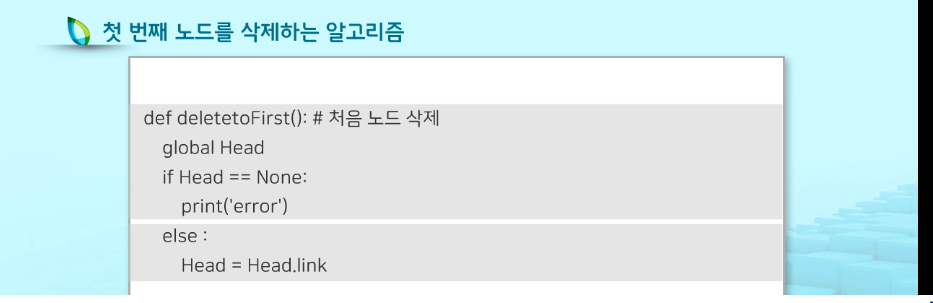 첫 번째 노드를 삭제하는 알고리즘
def deletetoFirst(): # 처음 노드 삭제
global Head
if Head == None:
print('error')
else :
Head = Head.link